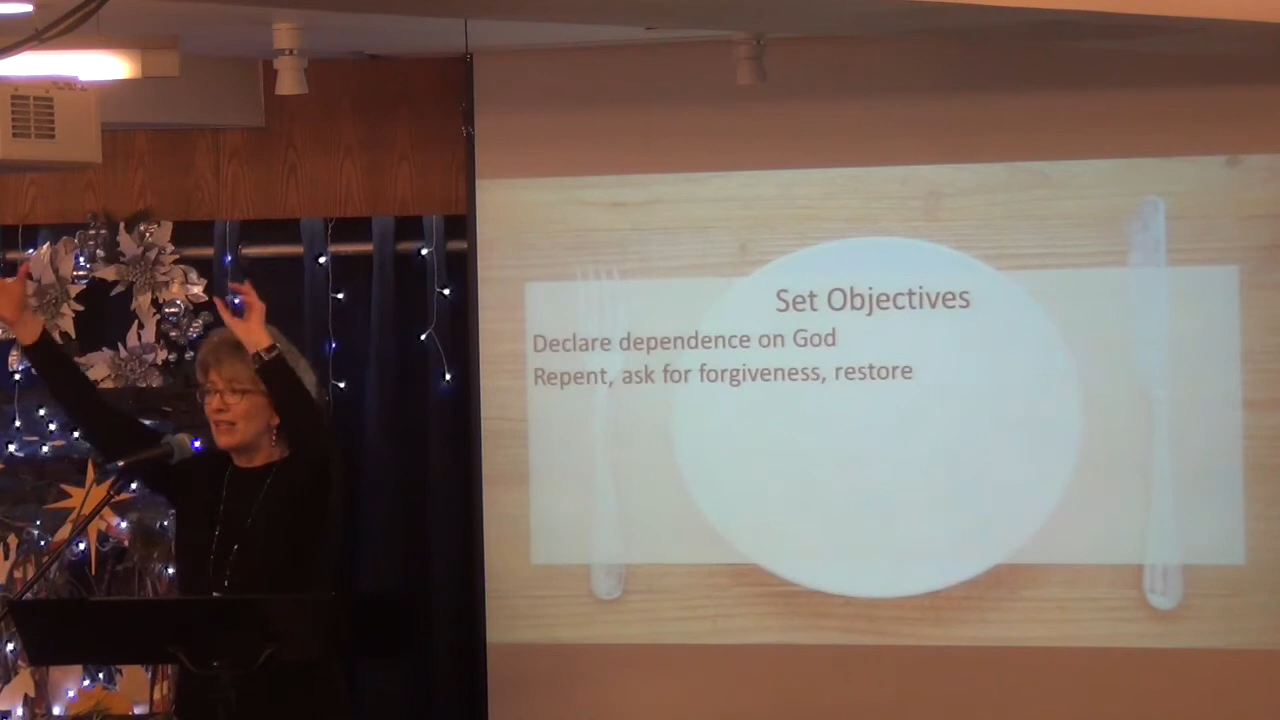 Set Objectives
Declare dependence on God
Repent, ask for forgiveness, restore